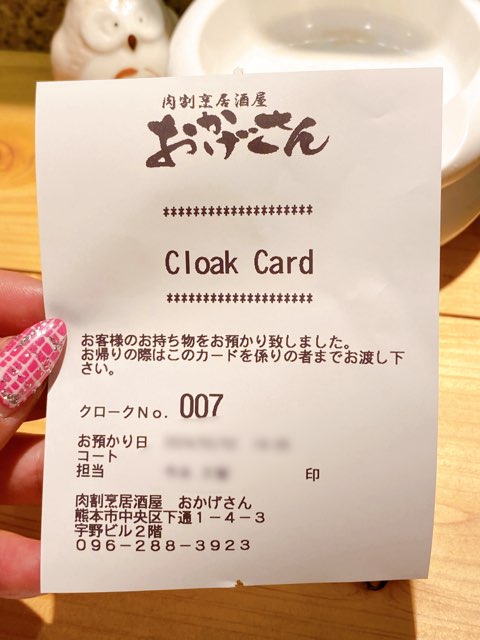 肉割烹居酒屋
おかげさん
********************
Cloak Card
********************
お客様のお持ち物をお預かり致しました。
お帰りの際はこのカードを係りの者までお渡し下
さい。
クロークNo. 007
お預かり日
コート
担当 印
肉割烹居酒屋 おかげさん
熊本市中央区下通1-4-3
宇野ビル2階
096-288-3923